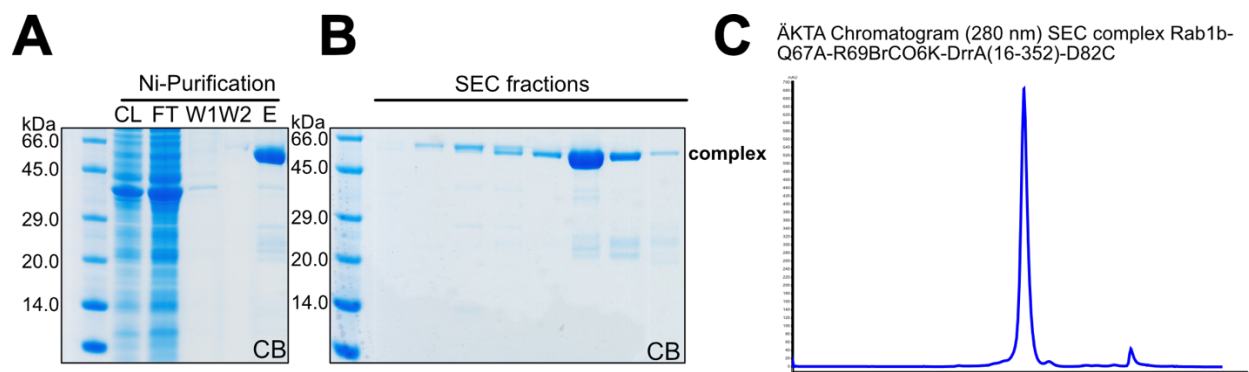 A
Ni-Purification
CL FT W1 W2 E
kDa
66.0
45.0
29.0
20.0
14.0
CB
B
SEC fractions
kDa
66.0
45.0
29.0
20.0
14.0
complex
CB
C
ÄKTA Chromatogram (280 nm) SEC complex Rab1b-
Q67A-R69BrCO6K-DrrA(16-352)-D82C